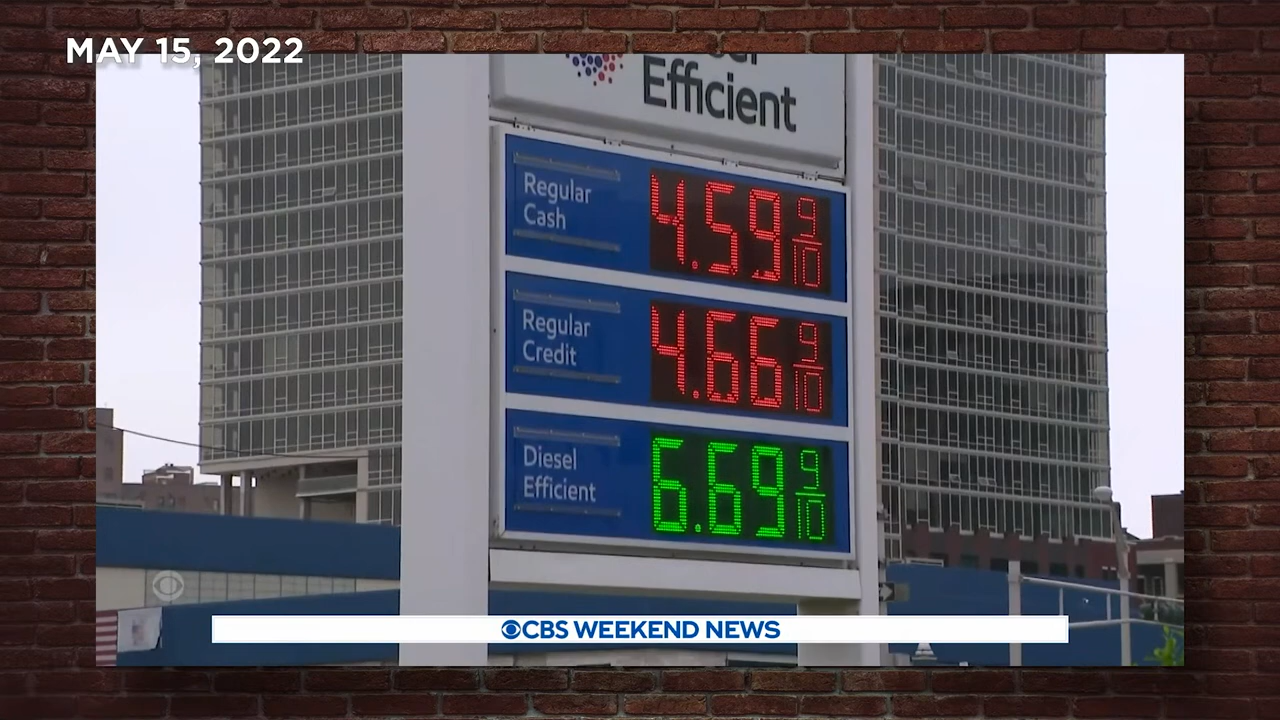 MAY 15, 2022
Efficient
Regular
Cash
4.59 9/10
Regular
Credit
4.66 9/10
Diesel
Efficient
6.69 9/10
CBS WEEKEND NEWS